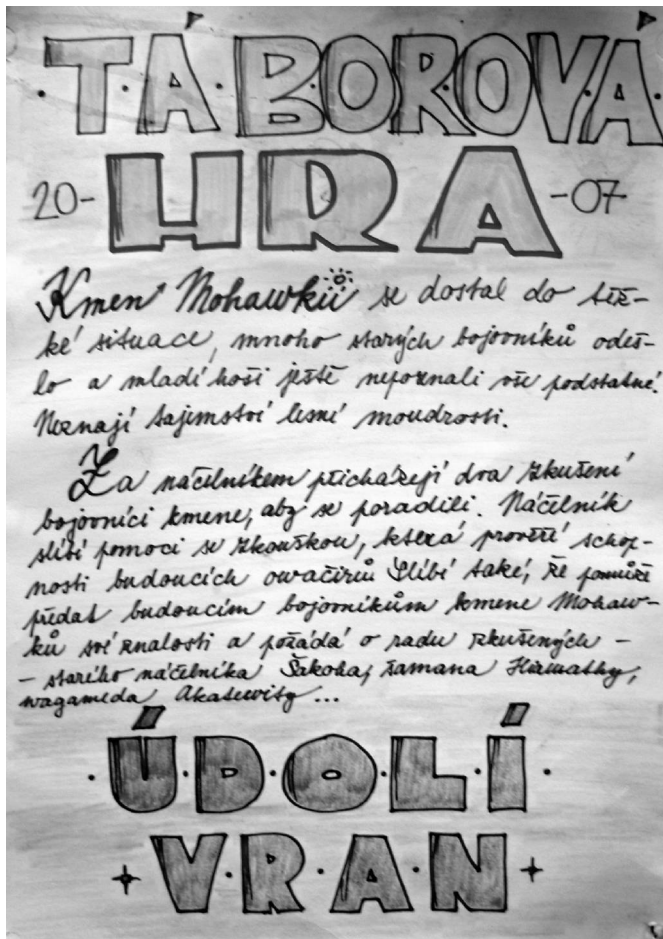 TÁBOROVÁ
20- HRA -07
Kmen Mohawků se dostal do těž-
ké situace, mnoho starých bojovníků odeš-
lo a mladí hoši ještě nepoznali vše podstatné.
Neznají tajemství lesní moudrosti.
Za náčelníkem přicházejí dva zkušení
bojovníci kmene, aby se poradili. Náčelník
slíbí pomoci se zkouškou, která prověří schop-
nosti budoucích owačirů Slíbí také, že pomůže
předat budoucím bojovníkům kmene Mohaw-
ků své znalosti a požádá o radu zkušených -
- starého náčelníka Šakoha, šamana Hiawathy,
wagameda Akatewisy ...
ÚDOLÍ
VRAN